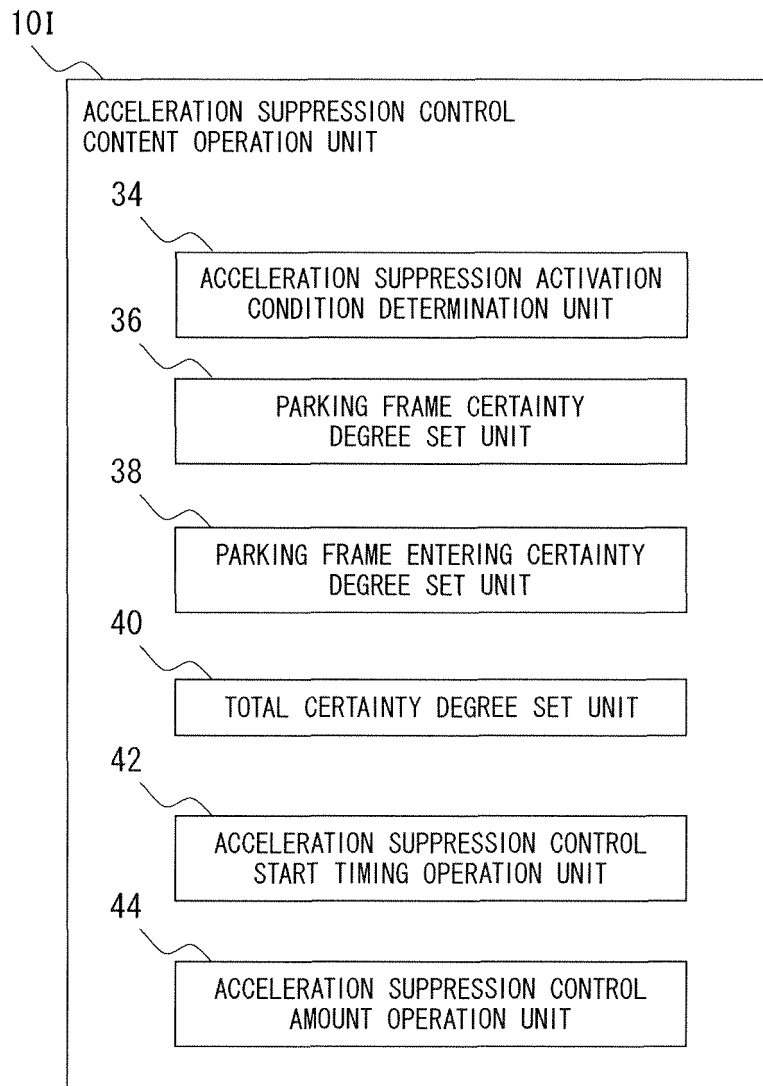 10I
ACCELERATION SUPPRESSION CONTROL
CONTENT OPERATION UNIT
34
ACCELERATION SUPPRESSION ACTIVATION
CONDITION DETERMINATION UNIT
36
PARKING FRAME CERTAINTY
DEGREE SET UNIT
38
PARKING FRAME ENTERING CERTAINTY
DEGREE SET UNIT
40
TOTAL CERTAINTY DEGREE SET UNIT
42
ACCELERATION SUPPRESSION CONTROL
START TIMING OPERATION UNIT
44
ACCELERATION SUPPRESSION CONTROL
AMOUNT OPERATION UNIT